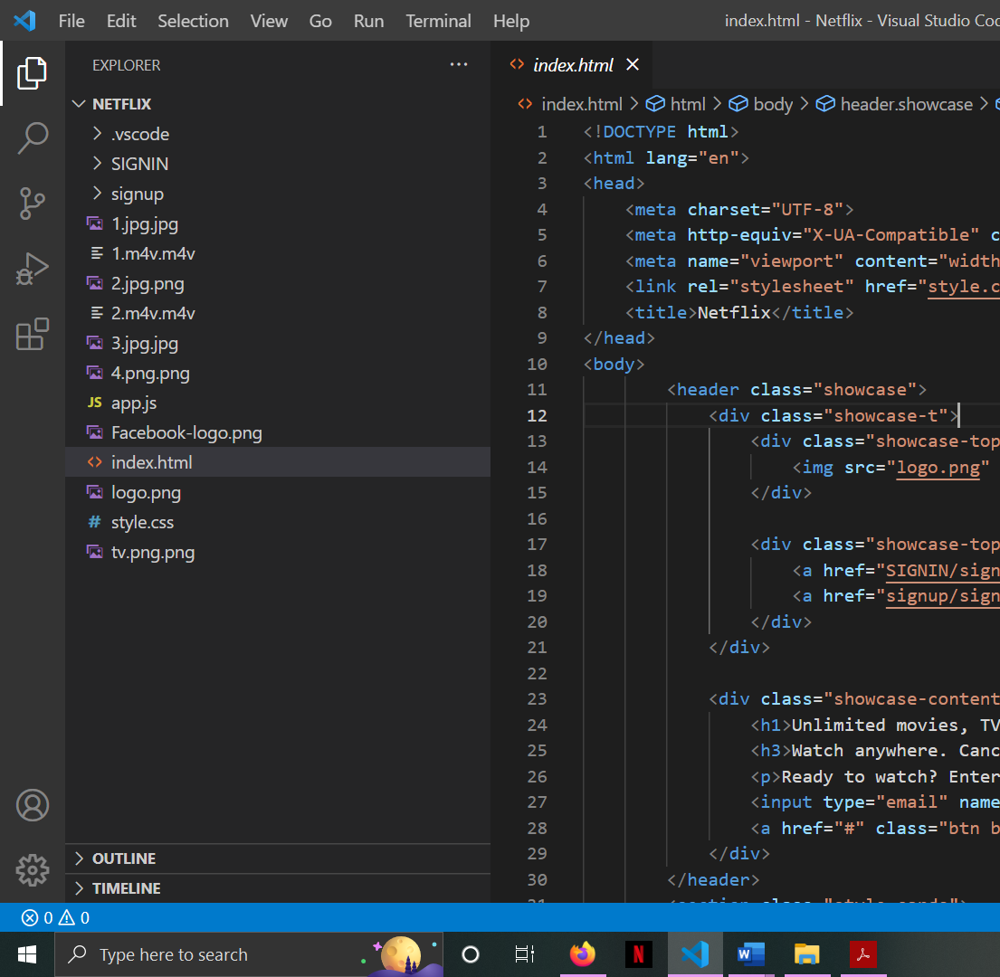 File Edit Selection View Go Run Terminal Help index.html - Netflix - Visual Studio
EXPLORER
index.html
NETFLIX
.vscode
SIGNIN
signup
1.jpg.jpg
1.m4v.m4v
2.jpg.png
2.m4v.m4v
3.jpg.jpg
4.png.png
JS app.js
Facebook-logo.png
<> index.html
logo.png
# style.css
tv.png.png
OUTLINE
TIMELINE
<> index.html > html > body > header.showcase >
1 <!DOCTYPE html>
2 <html lang="en">
3 <head>
4 <meta charset="UTF-8">
5 <meta http-equiv="X-UA-Compatible" c
6 <meta name="viewport" content="width
7 <link rel="stylesheet" href="style.c
8 <title>Netflix</title>
9 </head>
10 <body>
11 <header class="showcase">
12 <div class="showcase-t">
13 <div class="showcase-top
14 <img src="logo.png"
15 </div>
16
17 <div class="showcase-top
18 <a href="SIGNIN/sign
19 <a href="signup/sign
20 </div>
21 </div>
22
23 <div class="showcase-content
24 <h1>Unlimited movies, TV
25 <h3>Watch anywhere. Canc
26 <p>Ready to watch? Enter
27 <input type="email" name
28 <a href="#" class="btn b
29 </div>
30 </header>
0 0
Type here to search
N
W